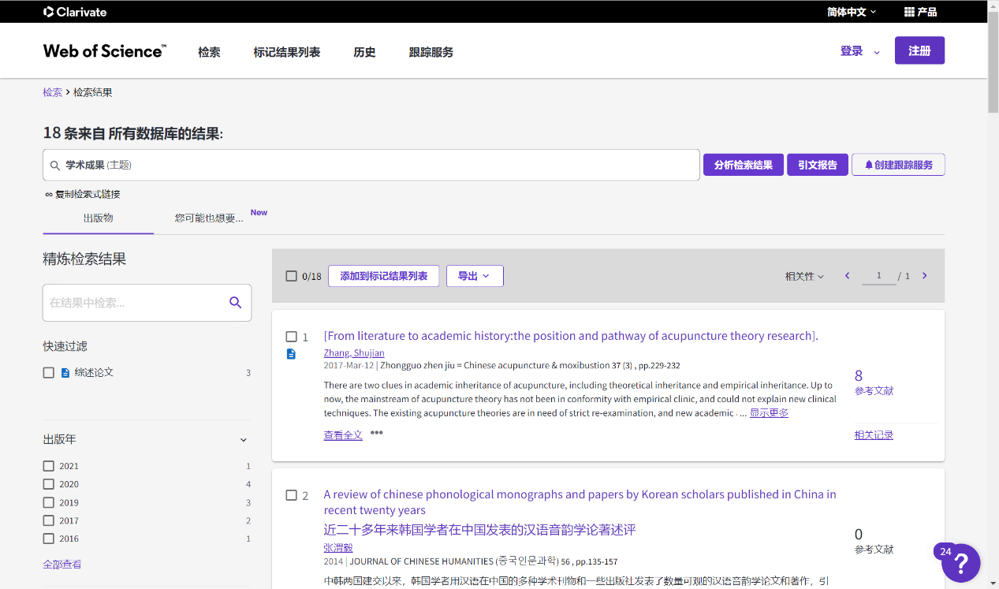 Clarivate
简体中文
产品
Web of Science™
检索
标记结果列表
历史
跟踪服务
登录
注册
检索 > 检索结果
18 条来自 所有数据库的结果:
学术成果 (主题)
分析检索结果
引文报告
创建跟踪服务
复制检索式链接
出版物
您可能也想要...
New
精炼检索结果
在结果中检索...
快速过滤
综述论文 3
出版年
2021 1
2020 4
2019 3
2017 2
2016 1
全部查看
0/18
添加到标记结果列表
导出
相关性
1 / 1
1
[From literature to academic history:the position and pathway of acupuncture theory research].
Zhang, Shujian
2017-Mar-12 | Zhongguo zhen jiu = Chinese acupuncture & moxibustion 37 (3) , pp.229-232
There are two clues in academic inheritance of acupuncture, including theoretical inheritance and empirical inheritance. Up to
now, the mainstream of acupuncture theory has not been in conformity with empirical clinic, and could not explain new clinical
techniques. The existing acupuncture theories are in need of strict re-examination, and new academic ... 显示更多
查看全文 •••
8
参考文献
相关记录
2
A review of chinese phonological monographs and papers by Korean scholars published in China in
recent twenty years
近二十多年来韩国学者在中国发表的汉语音韵学论著述评
张渭毅
2014 | JOURNAL OF CHINESE HUMANITIES (중국인문과학) 56 , pp.135-157
中韩两国建交以来，韩国学者用汉语在中国的多种学术刊物和一些出版社发表了数量可观的汉语音韵学论文和著作，引
0
参考文献
24
?